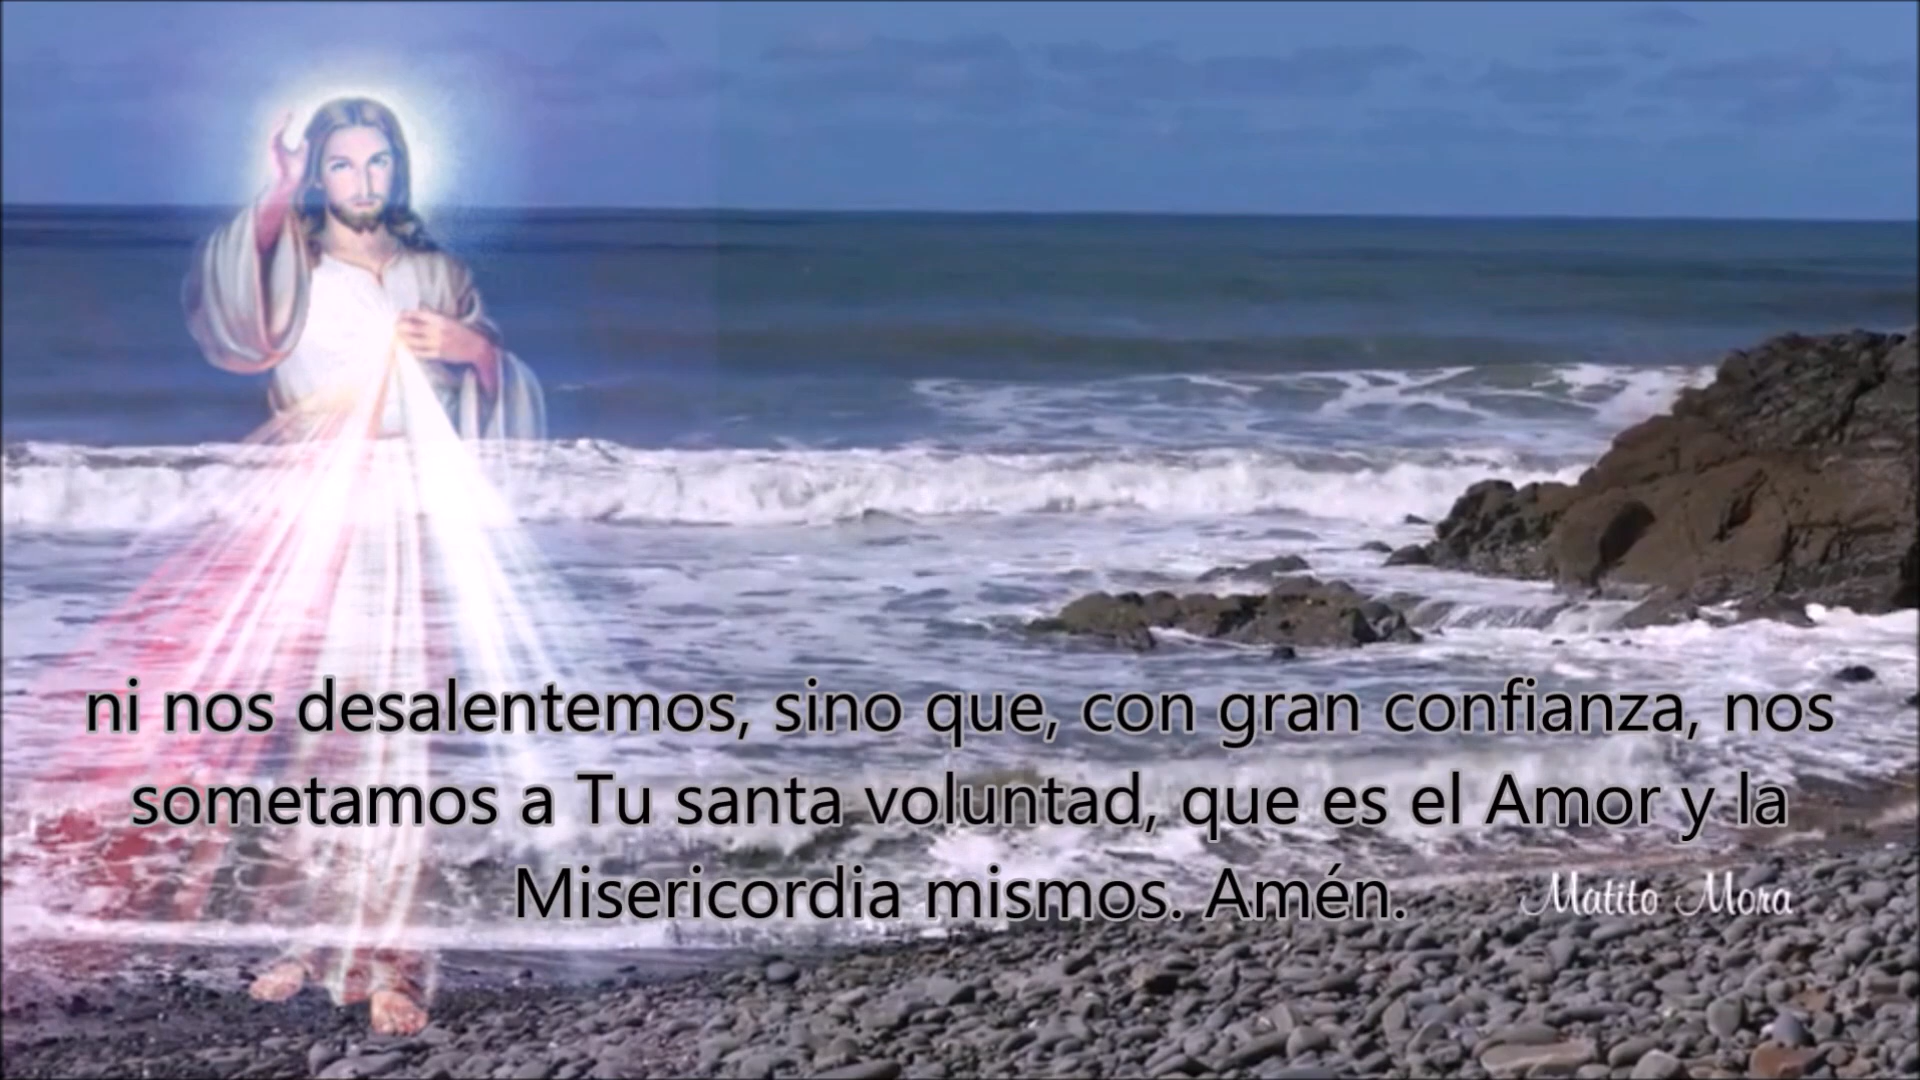 ni nos desalentemos, sino que, con gran confianza, nos
sometamos a Tu santa voluntad, que es el Amor y la
Misericordia mismos. Amén.
Matito Mora